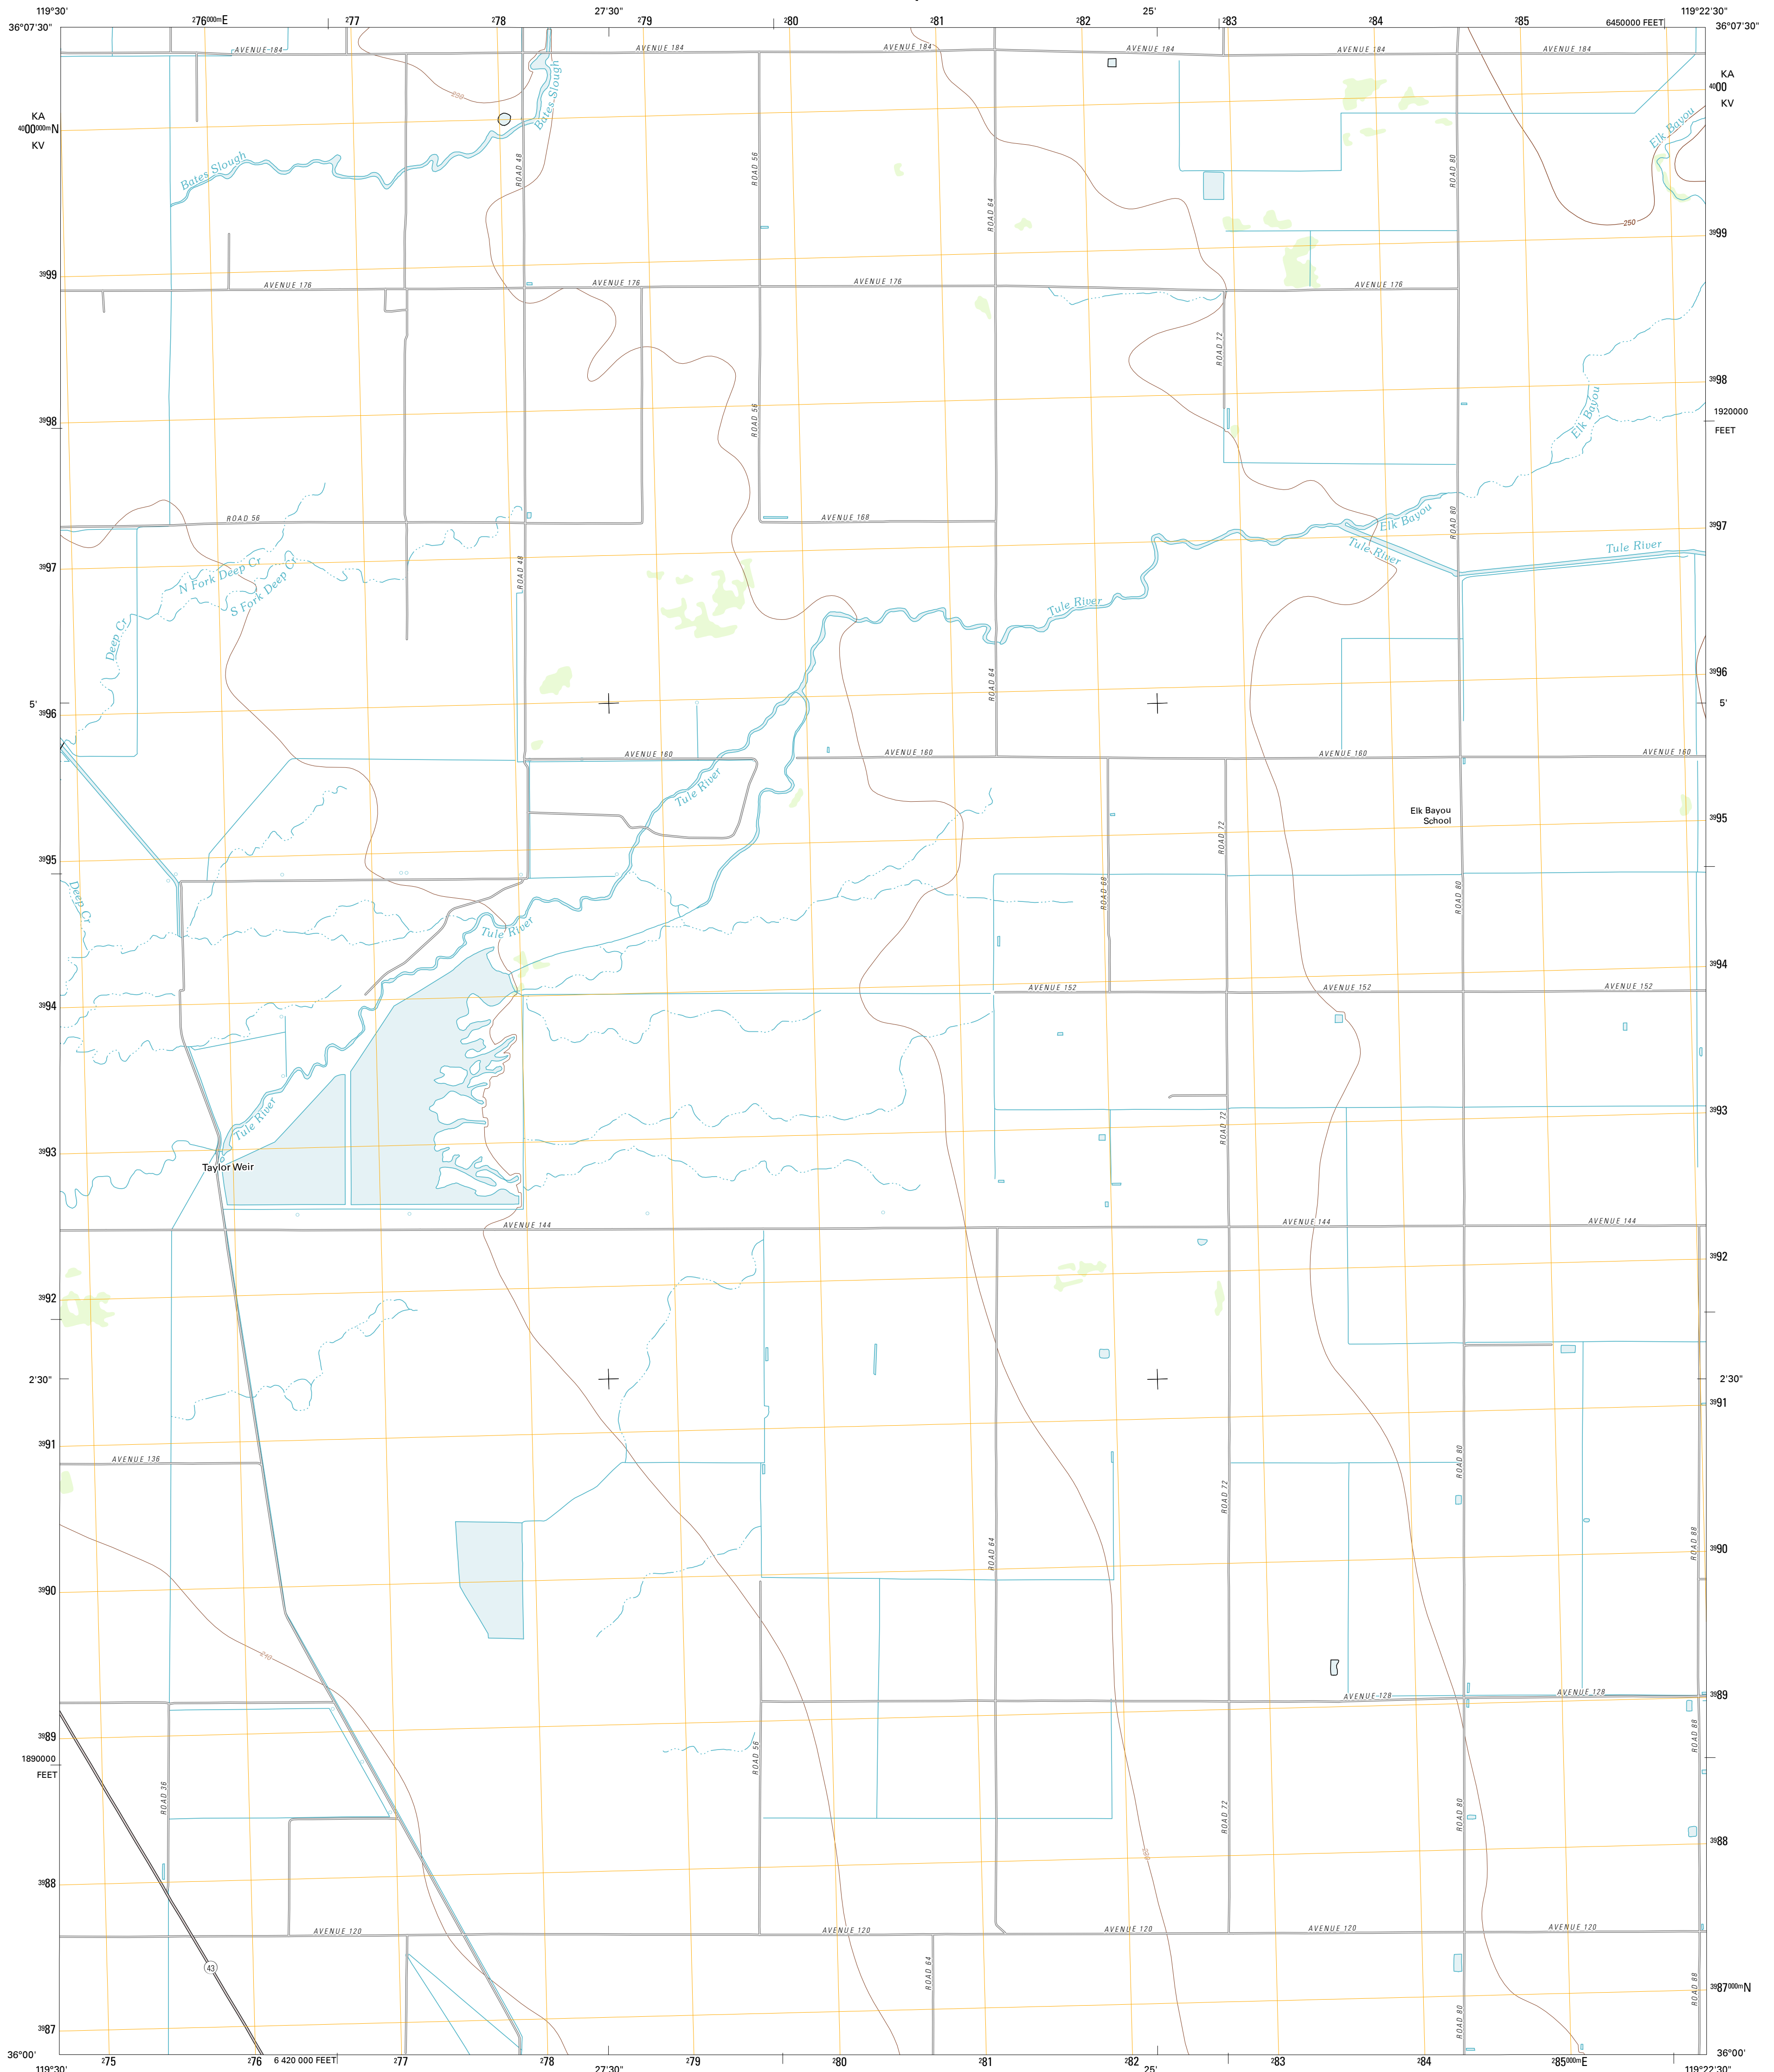 119°30'
²76⁰⁰⁰ᵐE
²77
²78
27'30"
²79
²80
²81
²82
25'
²83
²84
²85
6450000 FEET
119°22'30"
36°07'30"
36°07'30"
AVENUE 184
AVENUE 184
AVENUE 184
AVENUE 184
AVENUE 184
AVENUE 184
KA
⁴⁰00⁰⁰⁰ᵐN
KV
KA
⁴⁰00
KV
Bates Slough
Bates Slough
Elk Bayou
ROAD 48
ROAD 56
ROAD 64
ROAD 80
250
³⁹99
³⁹99
AVENUE 176
AVENUE 176
AVENUE 176
AVENUE 176
ROAD 72
³⁹98
³⁹98
1920000
FEET
ROAD 56
Elk Bayou
ROAD 56
AVENUE 168
Elk Bayou
ROAD 80
Tule River
Tule River
³⁹97
³⁹97
N Fork Deep Cr
S Fork Deep Cr
Deep Cr
ROAD 48
Tule River
ROAD 64
³⁹96
5'
³⁹96
5'
AVENUE 160
AVENUE 160
AVENUE 160
AVENUE 160
Tule River
Elk Bayou
School
ROAD 72
³⁹95
³⁹95
Deep Cr
Tule River
ROAD 68
ROAD 80
³⁹94
³⁹94
AVENUE 152
AVENUE 152
AVENUE 152
Tule River
ROAD 72
³⁹93
³⁹93
Taylor Weir
AVENUE 144
AVENUE 144
AVENUE 144
³⁹92
³⁹92
2'30"
2'30"
³⁹91
³⁹91
AVENUE 136
ROAD 80
ROAD 72
ROAD 64
ROAD 88
³⁹90
³⁹90
240
AVENUE 128
AVENUE 128
³⁹89
³⁹89
1890000
FEET
ROAD 36
ROAD 56
ROAD 72
ROAD 80
ROAD 88
³⁹88
³⁹88
AVENUE 120
AVENUE 120
AVENUE 120
AVENUE 120
AVENUE 120
43
ROAD 64
ROAD 80
ROAD 88
³⁹87⁰⁰⁰ᵐN
³⁹87
36°00'
36°00'
119°30'
²75
²76
6 420 000 FEET
²77
²78
27'30"
²79
²80
²81
²82
25'
²83
²84
²85⁰⁰⁰ᵐE
119°22'30"